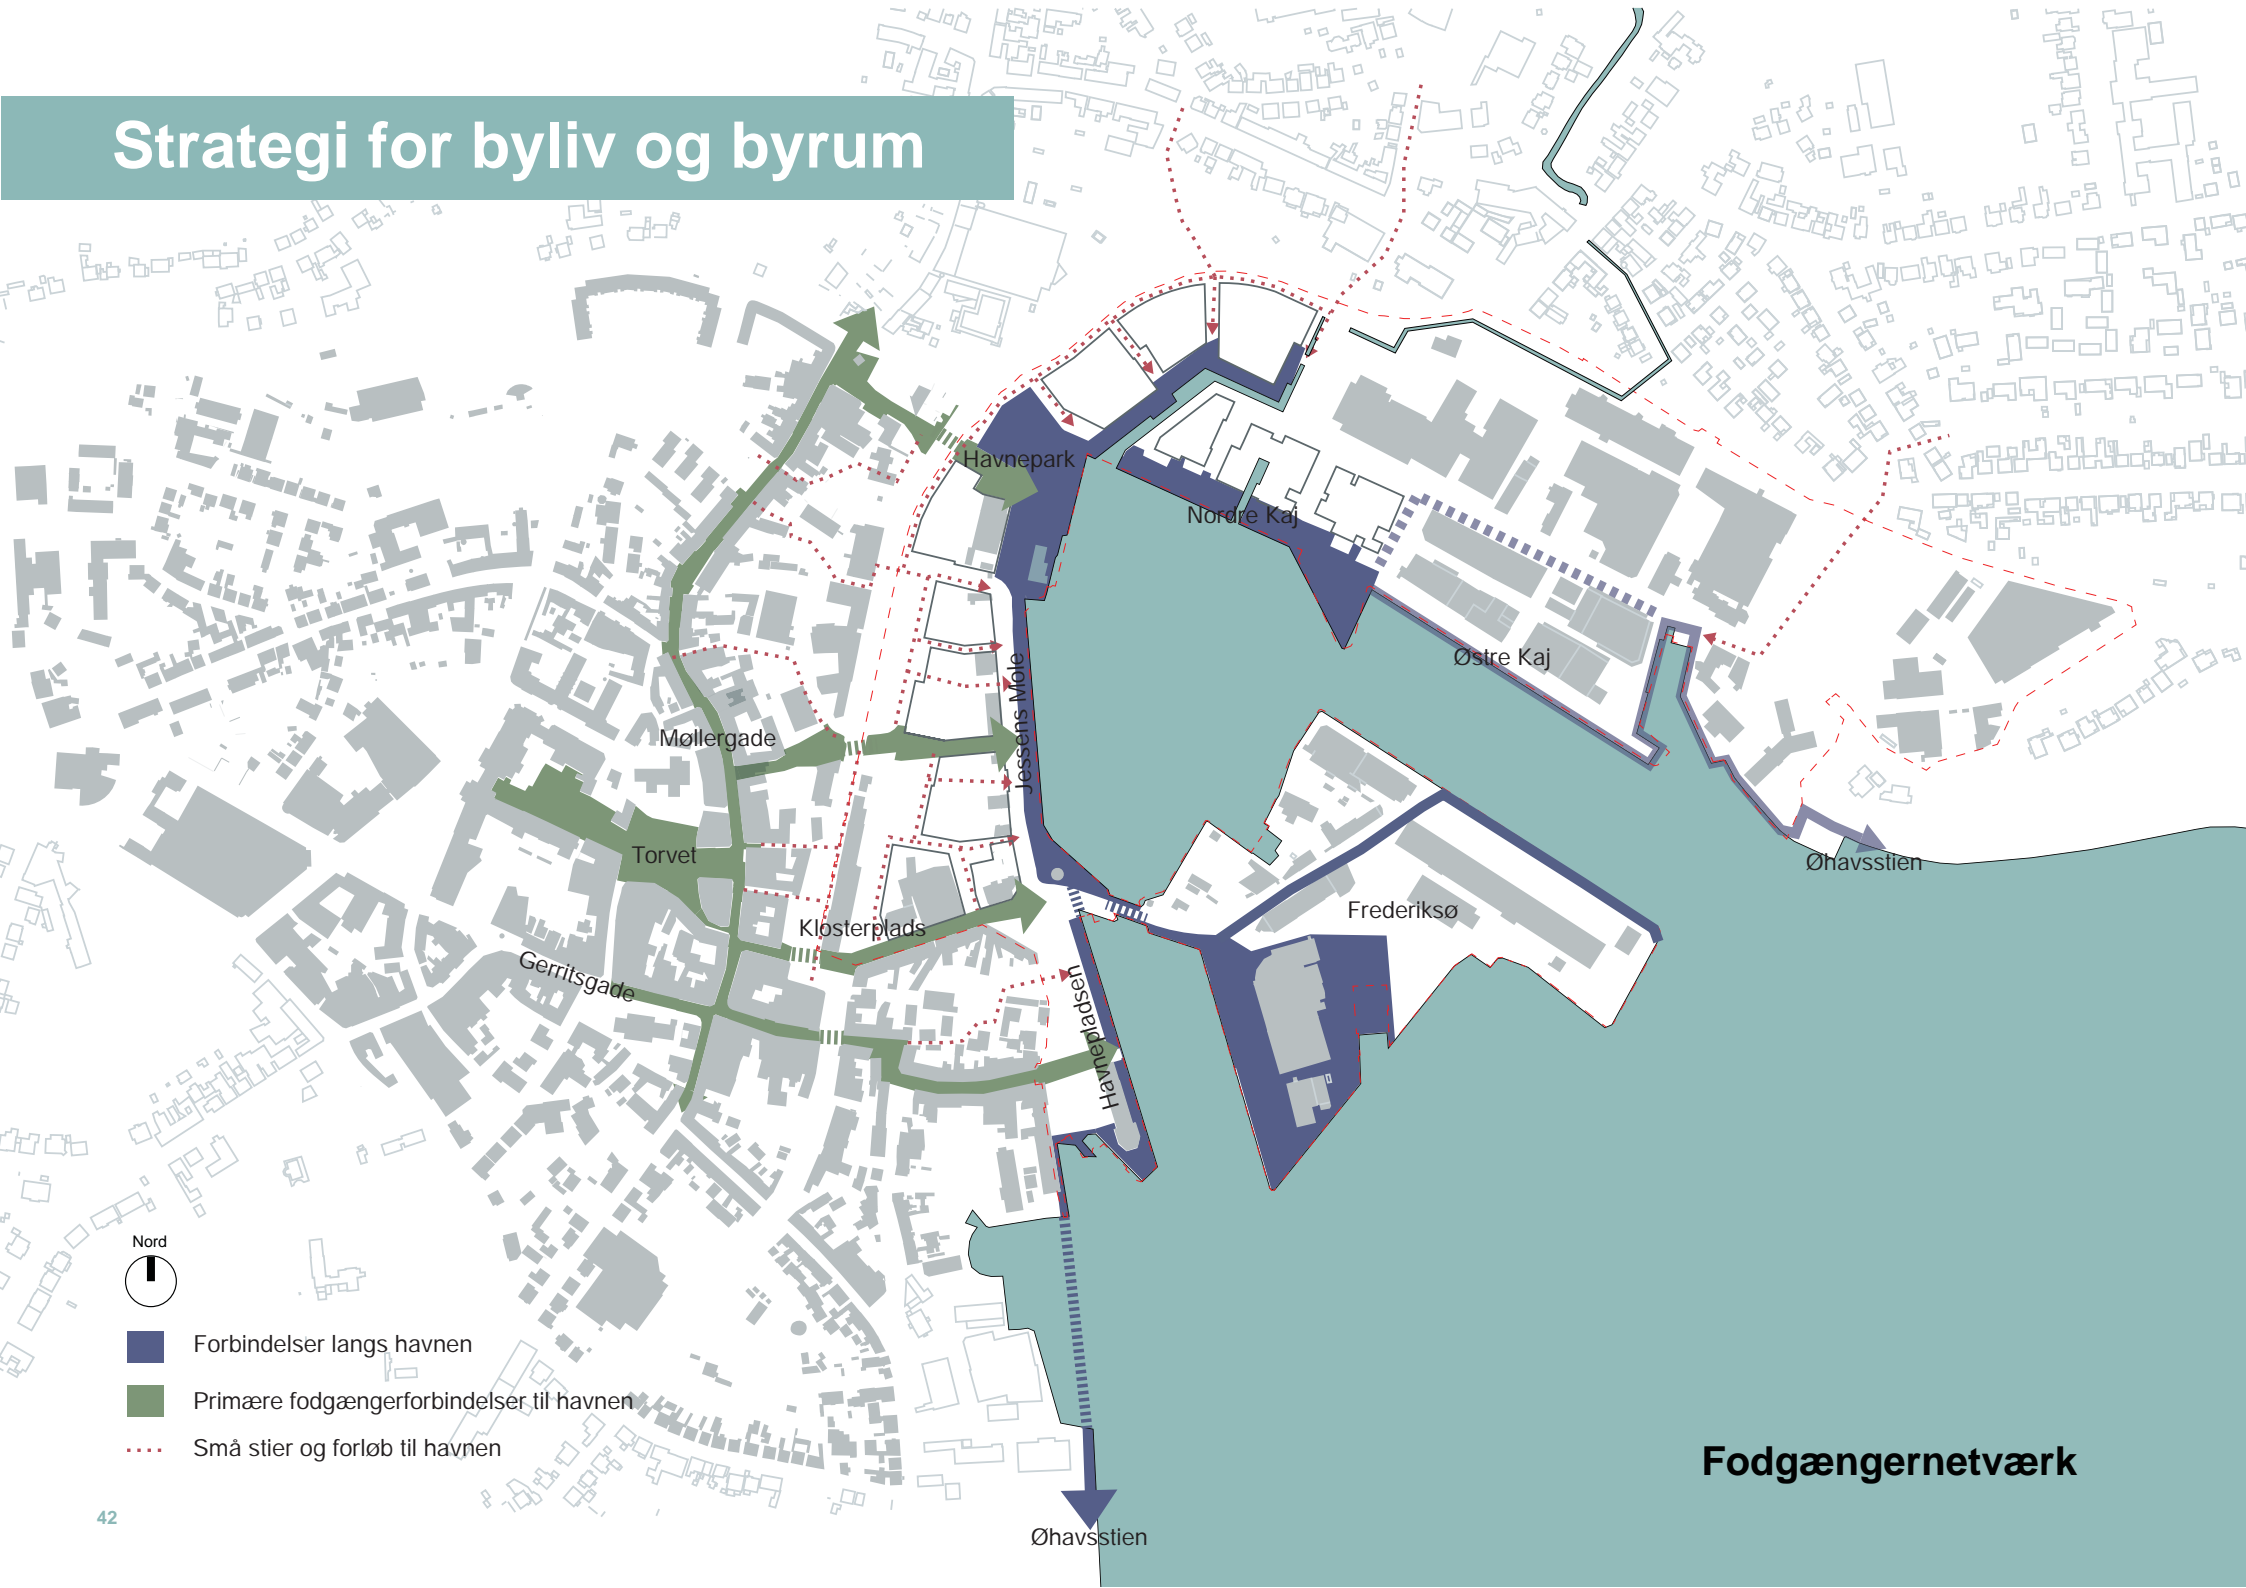 Strategi for byliv og byrum
Havnepark
Nordre Kaj
Østre Kaj
Jessens Mole
Møllergade
Torvet
Øhavsstien
Frederiksø
Klosterplads
Gerritsgade
Havnepladsen
Nord
Forbindelser langs havnen
Primære fodgængerforbindelser til havnen
Små stier og forløb til havnen
Fodgængernetværk
42
Øhavsstien